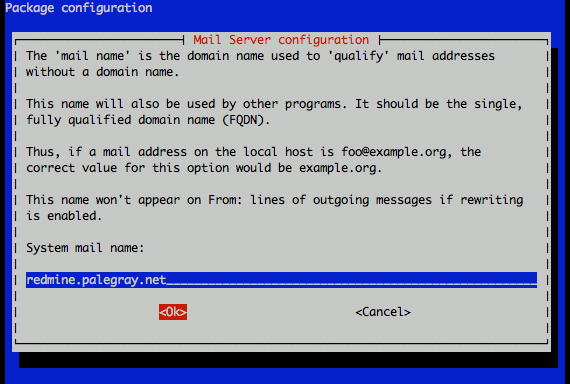 Package configuration
Mail Server configuration
The 'mail name' is the domain name used to 'qualify' mail addresses
without a domain name.
This name will also be used by other programs. It should be the single,
fully qualified domain name (FQDN).
Thus, if a mail address on the local host is foo@example.org, the
correct value for this option would be example.org.
This name won't appear on From: lines of outgoing messages if rewriting
is enabled.
System mail name:
redmine.palegray.net
<Ok> <Cancel>